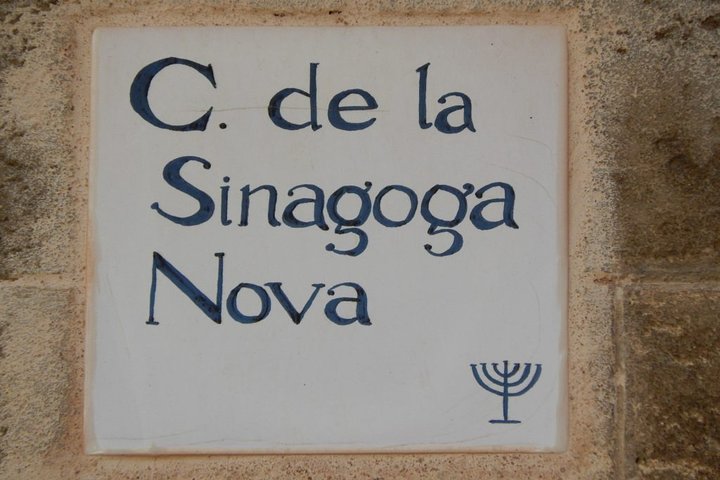 C. de la
Sinagoga
Nova